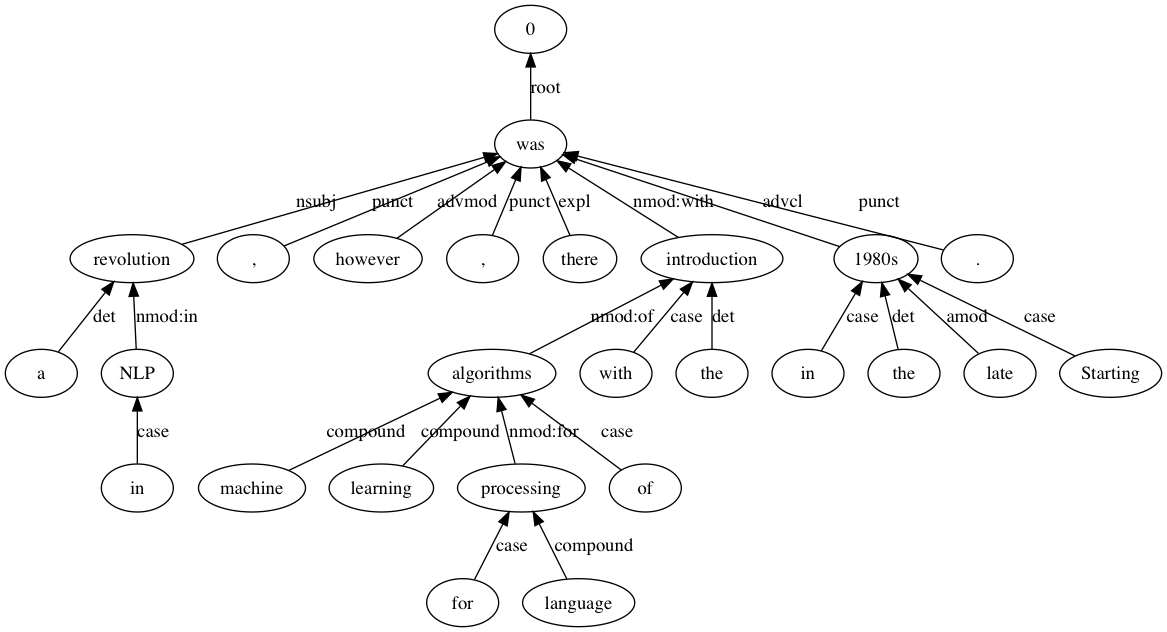 0
root
was
nsubj punct advmod punct expl nmod:with advcl punct
revolution , however , there introduction 1980s .
det nmod:in nmod:of case det case det amod case
a NLP algorithms with the in the late Starting
case compound compound nmod:for case
in machine learning processing of
case compound
for language